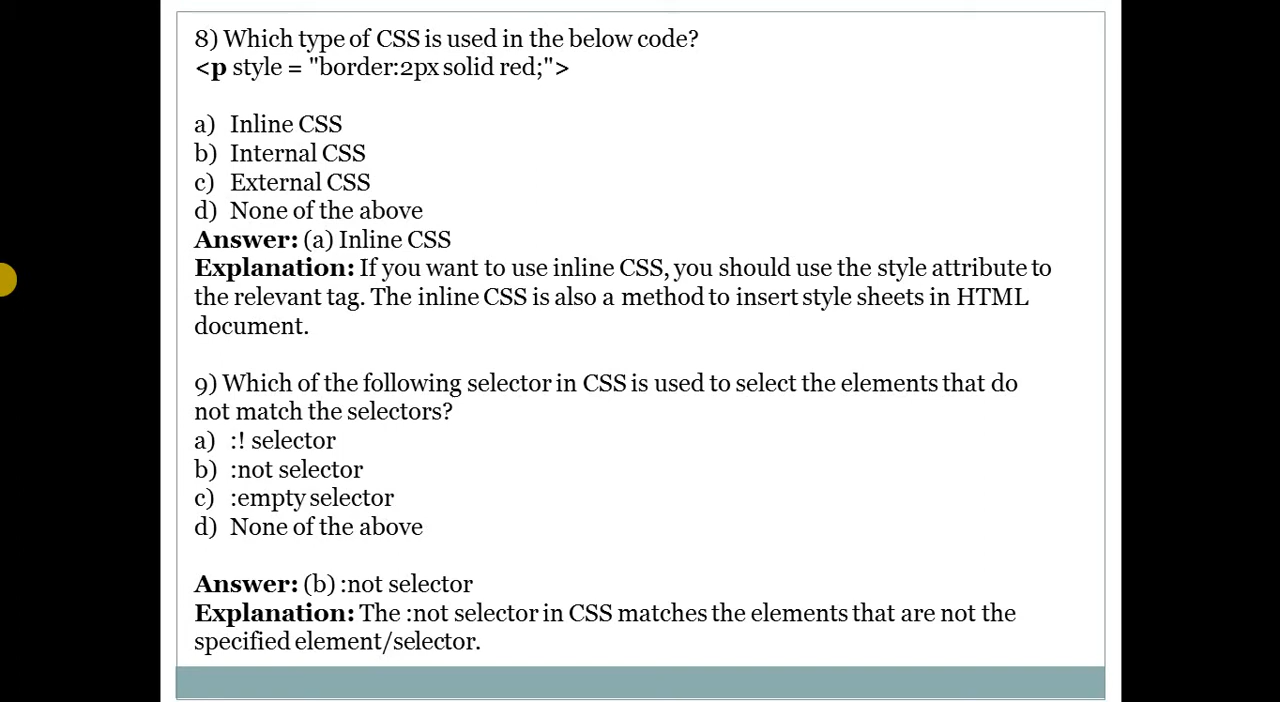 8) Which type of CSS is used in the below code?
<p style = "border:2px solid red;">
a) Inline CSS
b) Internal CSS
c) External CSS
d) None of the above
Answer: (a) Inline CSS
Explanation: If you want to use inline CSS, you should use the style attribute to
the relevant tag. The inline CSS is also a method to insert style sheets in HTML
document.
9) Which of the following selector in CSS is used to select the elements that do
not match the selectors?
a) :! selector
b) :not selector
c) :empty selector
d) None of the above
Answer: (b) :not selector
Explanation: The :not selector in CSS matches the elements that are not the
specified element/selector.